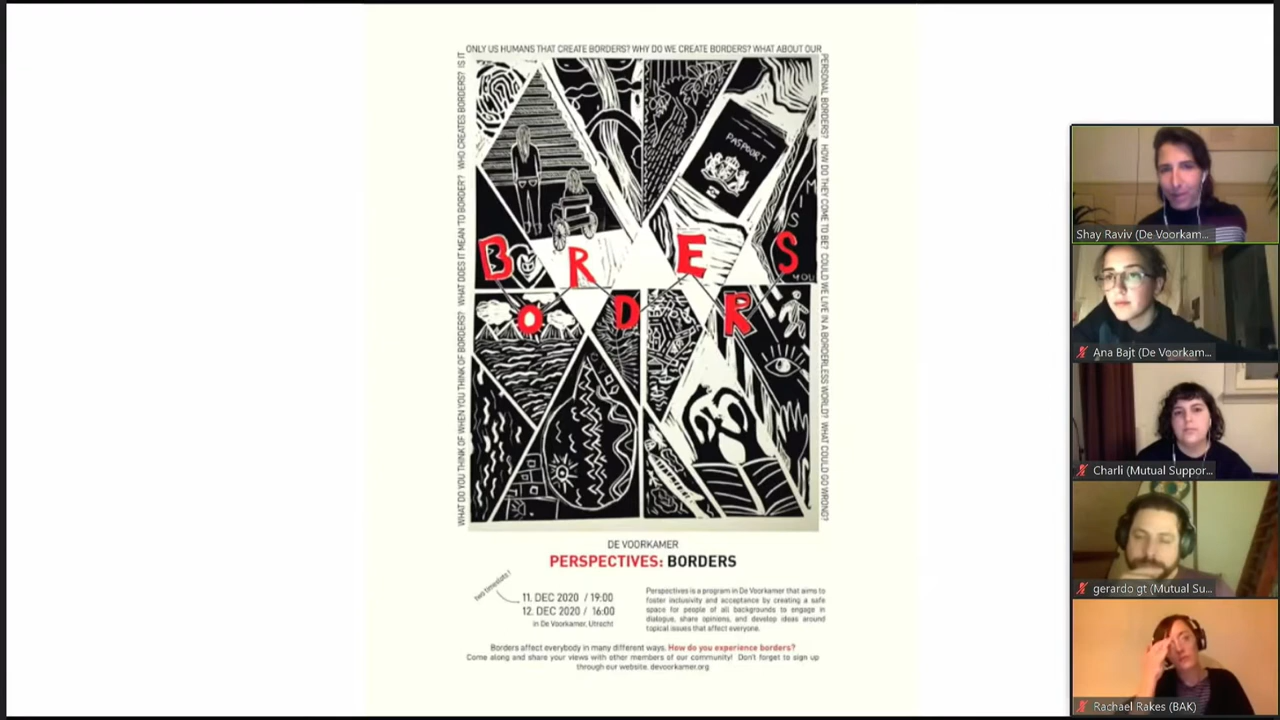 ONLY US HUMANS THAT CREATE BORDERS? WHY DO WE CREATE BORDERS? WHAT ABOUT OUR
PERSONAL BORDERS? HOW DO THEY COME TO BE? COULD WE LIVE IN A BORDERLESS WORLD? WHAT COULD GO WRONG?
WHAT DO YOU THINK OF WHEN YOU THINK OF BORDERS? WHAT DOES IT MEAN TO BORDER? WHO CREATES BORDERS? IS IT
PASPOORT
MISS
YOU
BORDERS
DE VOORKAMER
PERSPECTIVES: BORDERS
two timeslots!
11. DEC 2020 / 19:00
12. DEC 2020 / 16:00
in De Voorkamer, Utrecht
Perspectives is a program in De Voorkamer that aims to
foster inclusivity and acceptance by creating a safe
space for people of all backgrounds to engage in
dialogue, share opinions, and develop ideas around
topical issues that affect everyone.
Borders affect everybody in many different ways. How do you experience borders?
Come along and share your views with other members of our community! Don't forget to sign up
through our website. devoorkamer.org
Shay Raviv (De Voorkam...
Ana Bajt (De Voorkam...
Charli (Mutual Suppor...
gerardo gt (Mutual Su...
Rachael Rakes (BAK)